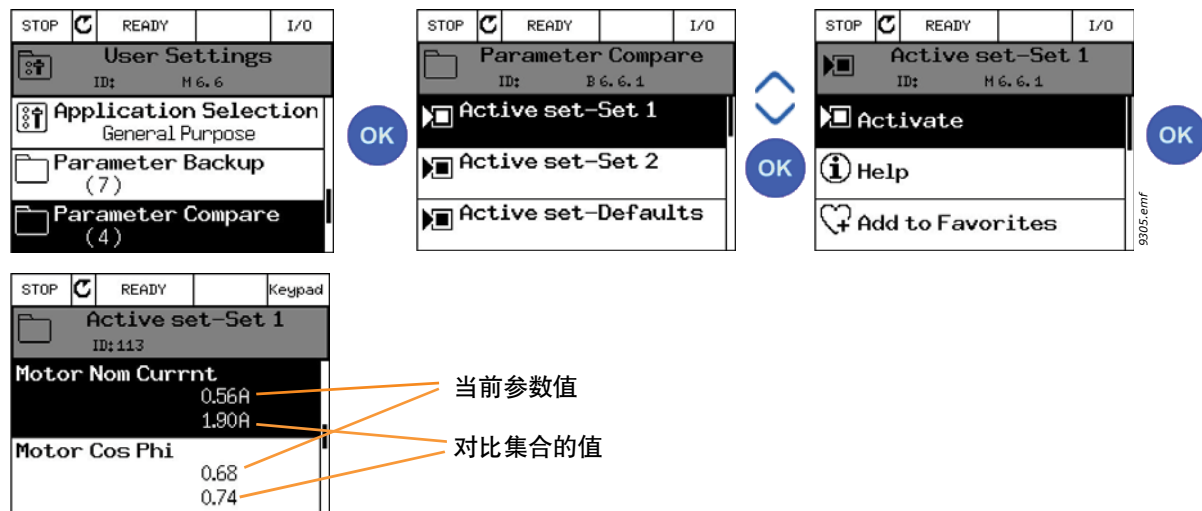 STOP READY I/O
User Settings
ID: M6.6
Application Selection
General Purpose
Parameter Backup
(7)
Parameter Compare
(4)
OK
STOP READY I/O
Parameter Compare
ID: B6.6.1
Active set-Set 1
Active set-Set 2
Active set-Defaults
OK
STOP READY I/O
Active set-Set 1
ID: M6.6.1
Activate
Help
Add to Favorites
OK
9305.emf
STOP READY Keypad
Active set-Set 1
ID:113
Motor Nom Currnt
0.56A
1.90A
Motor Cos Phi
0.68
0.74
当前参数值
对比集合的值